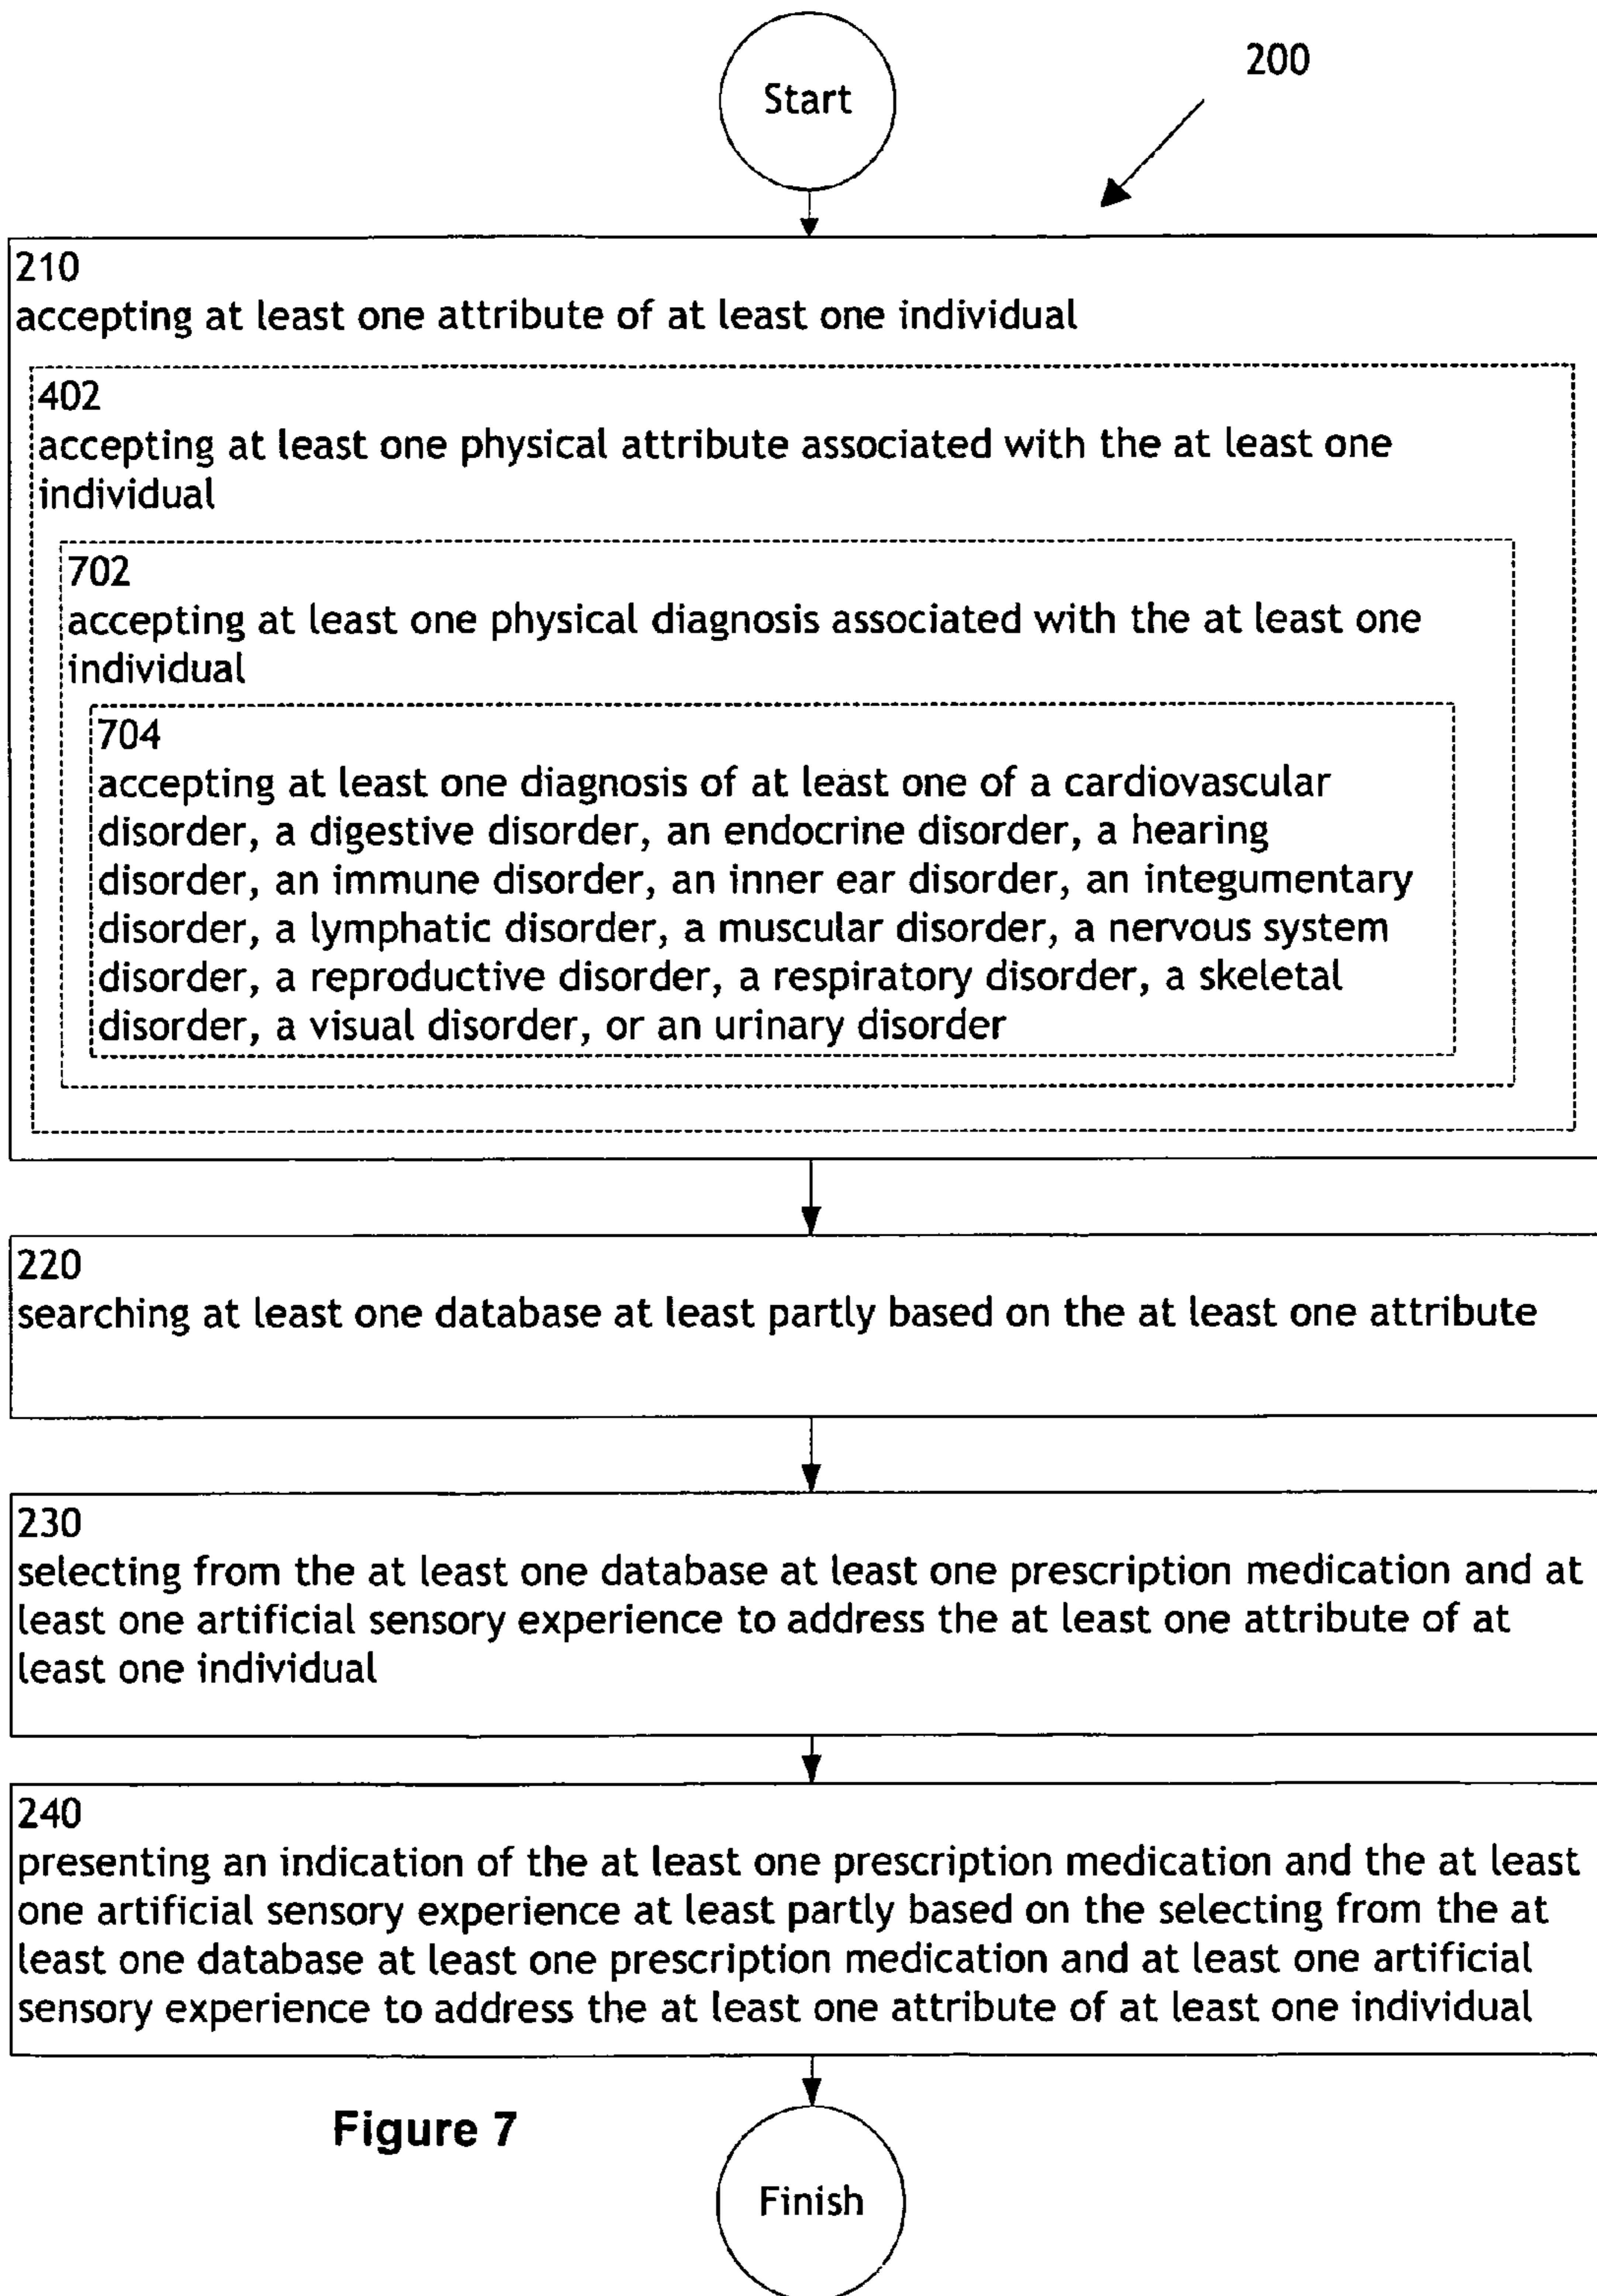 Start
200
210
accepting at least one attribute of at least one individual
402
accepting at least one physical attribute associated with the at least one
individual
702
accepting at least one physical diagnosis associated with the at least one
individual
704
accepting at least one diagnosis of at least one of a cardiovascular
disorder, a digestive disorder, an endocrine disorder, a hearing
disorder, an immune disorder, an inner ear disorder, an integumentary
disorder, a lymphatic disorder, a muscular disorder, a nervous system
disorder, a reproductive disorder, a respiratory disorder, a skeletal
disorder, a visual disorder, or an urinary disorder
220
searching at least one database at least partly based on the at least one attribute
230
selecting from the at least one database at least one prescription medication and at
least one artificial sensory experience to address the at least one attribute of at
least one individual
240
presenting an indication of the at least one prescription medication and the at least
one artificial sensory experience at least partly based on the selecting from the at
least one database at least one prescription medication and at least one artificial
sensory experience to address the at least one attribute of at least one individual
Figure 7
Finish